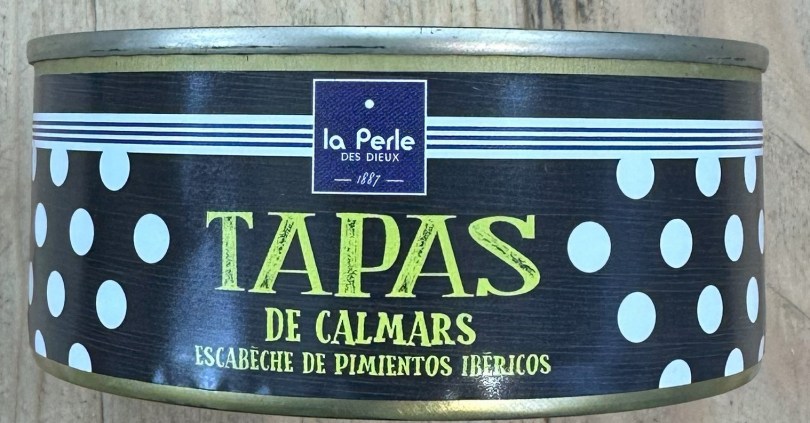 la Perle
DES DIEUX
1887
TAPAS
DE CALMARS
ESCABÈCHE DE PIMIENTOS IBÉRICOS